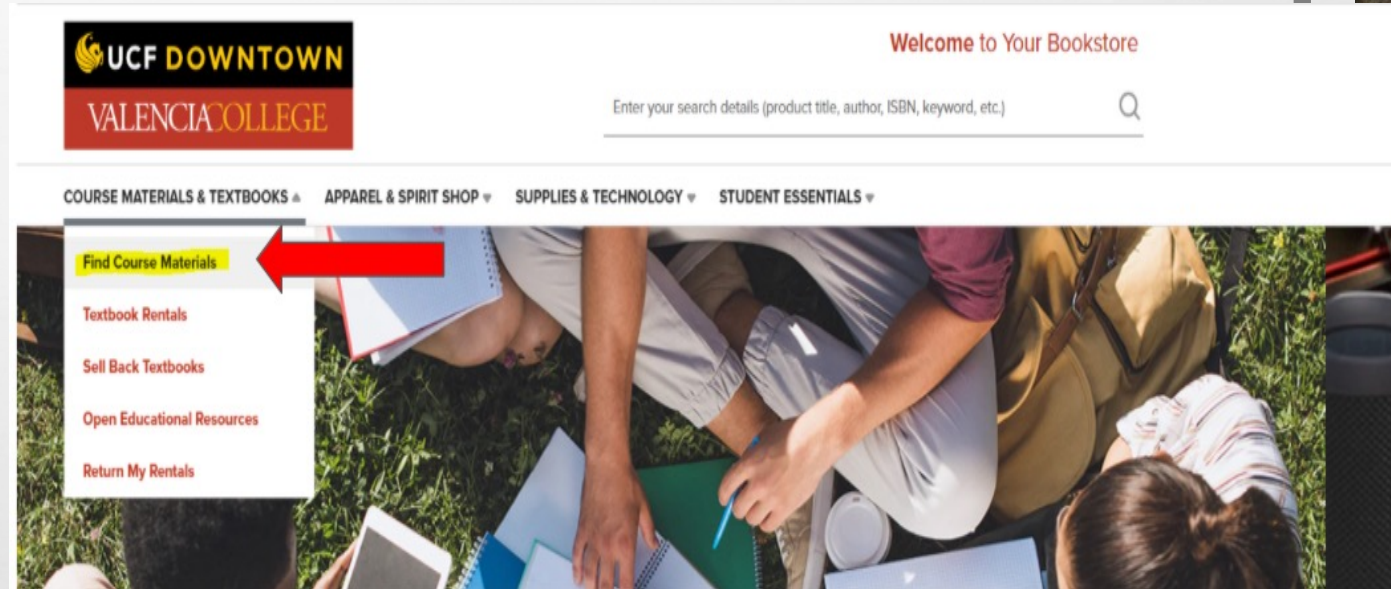 UCF DOWNTOWN
VALENCIACOLLEGE
Welcome to Your Bookstore
Enter your search details (product title, author, ISBN, keyword, etc.)
COURSE MATERIALS & TEXTBOOKS ▲ APPAREL & SPIRIT SHOP ▼ SUPPLIES & TECHNOLOGY ▼ STUDENT ESSENTIALS ▼
Find Course Materials
Textbook Rentals
Sell Back Textbooks
Open Educational Resources
Return My Rentals